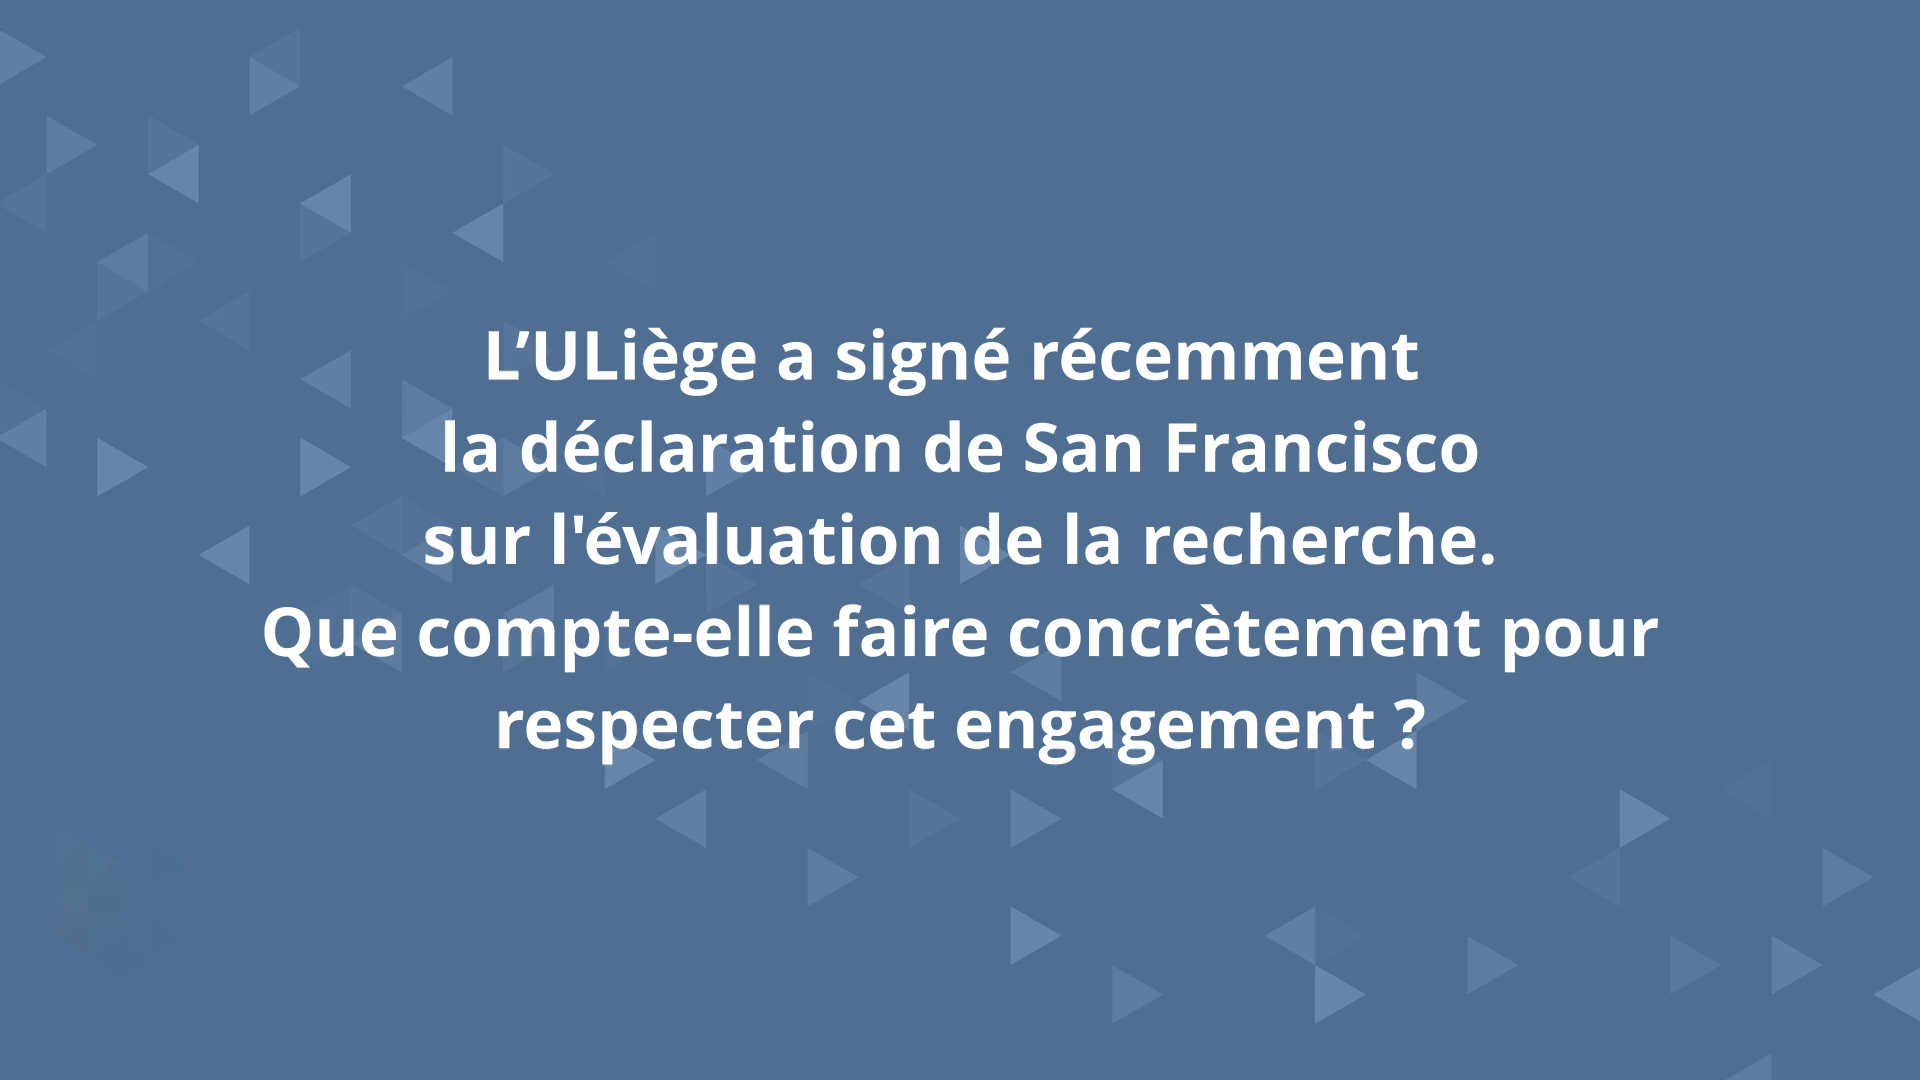 L’ULiège a signé récemment
la déclaration de San Francisco
sur l'évaluation de la recherche.
Que compte-elle faire concrètement pour
respecter cet engagement ?